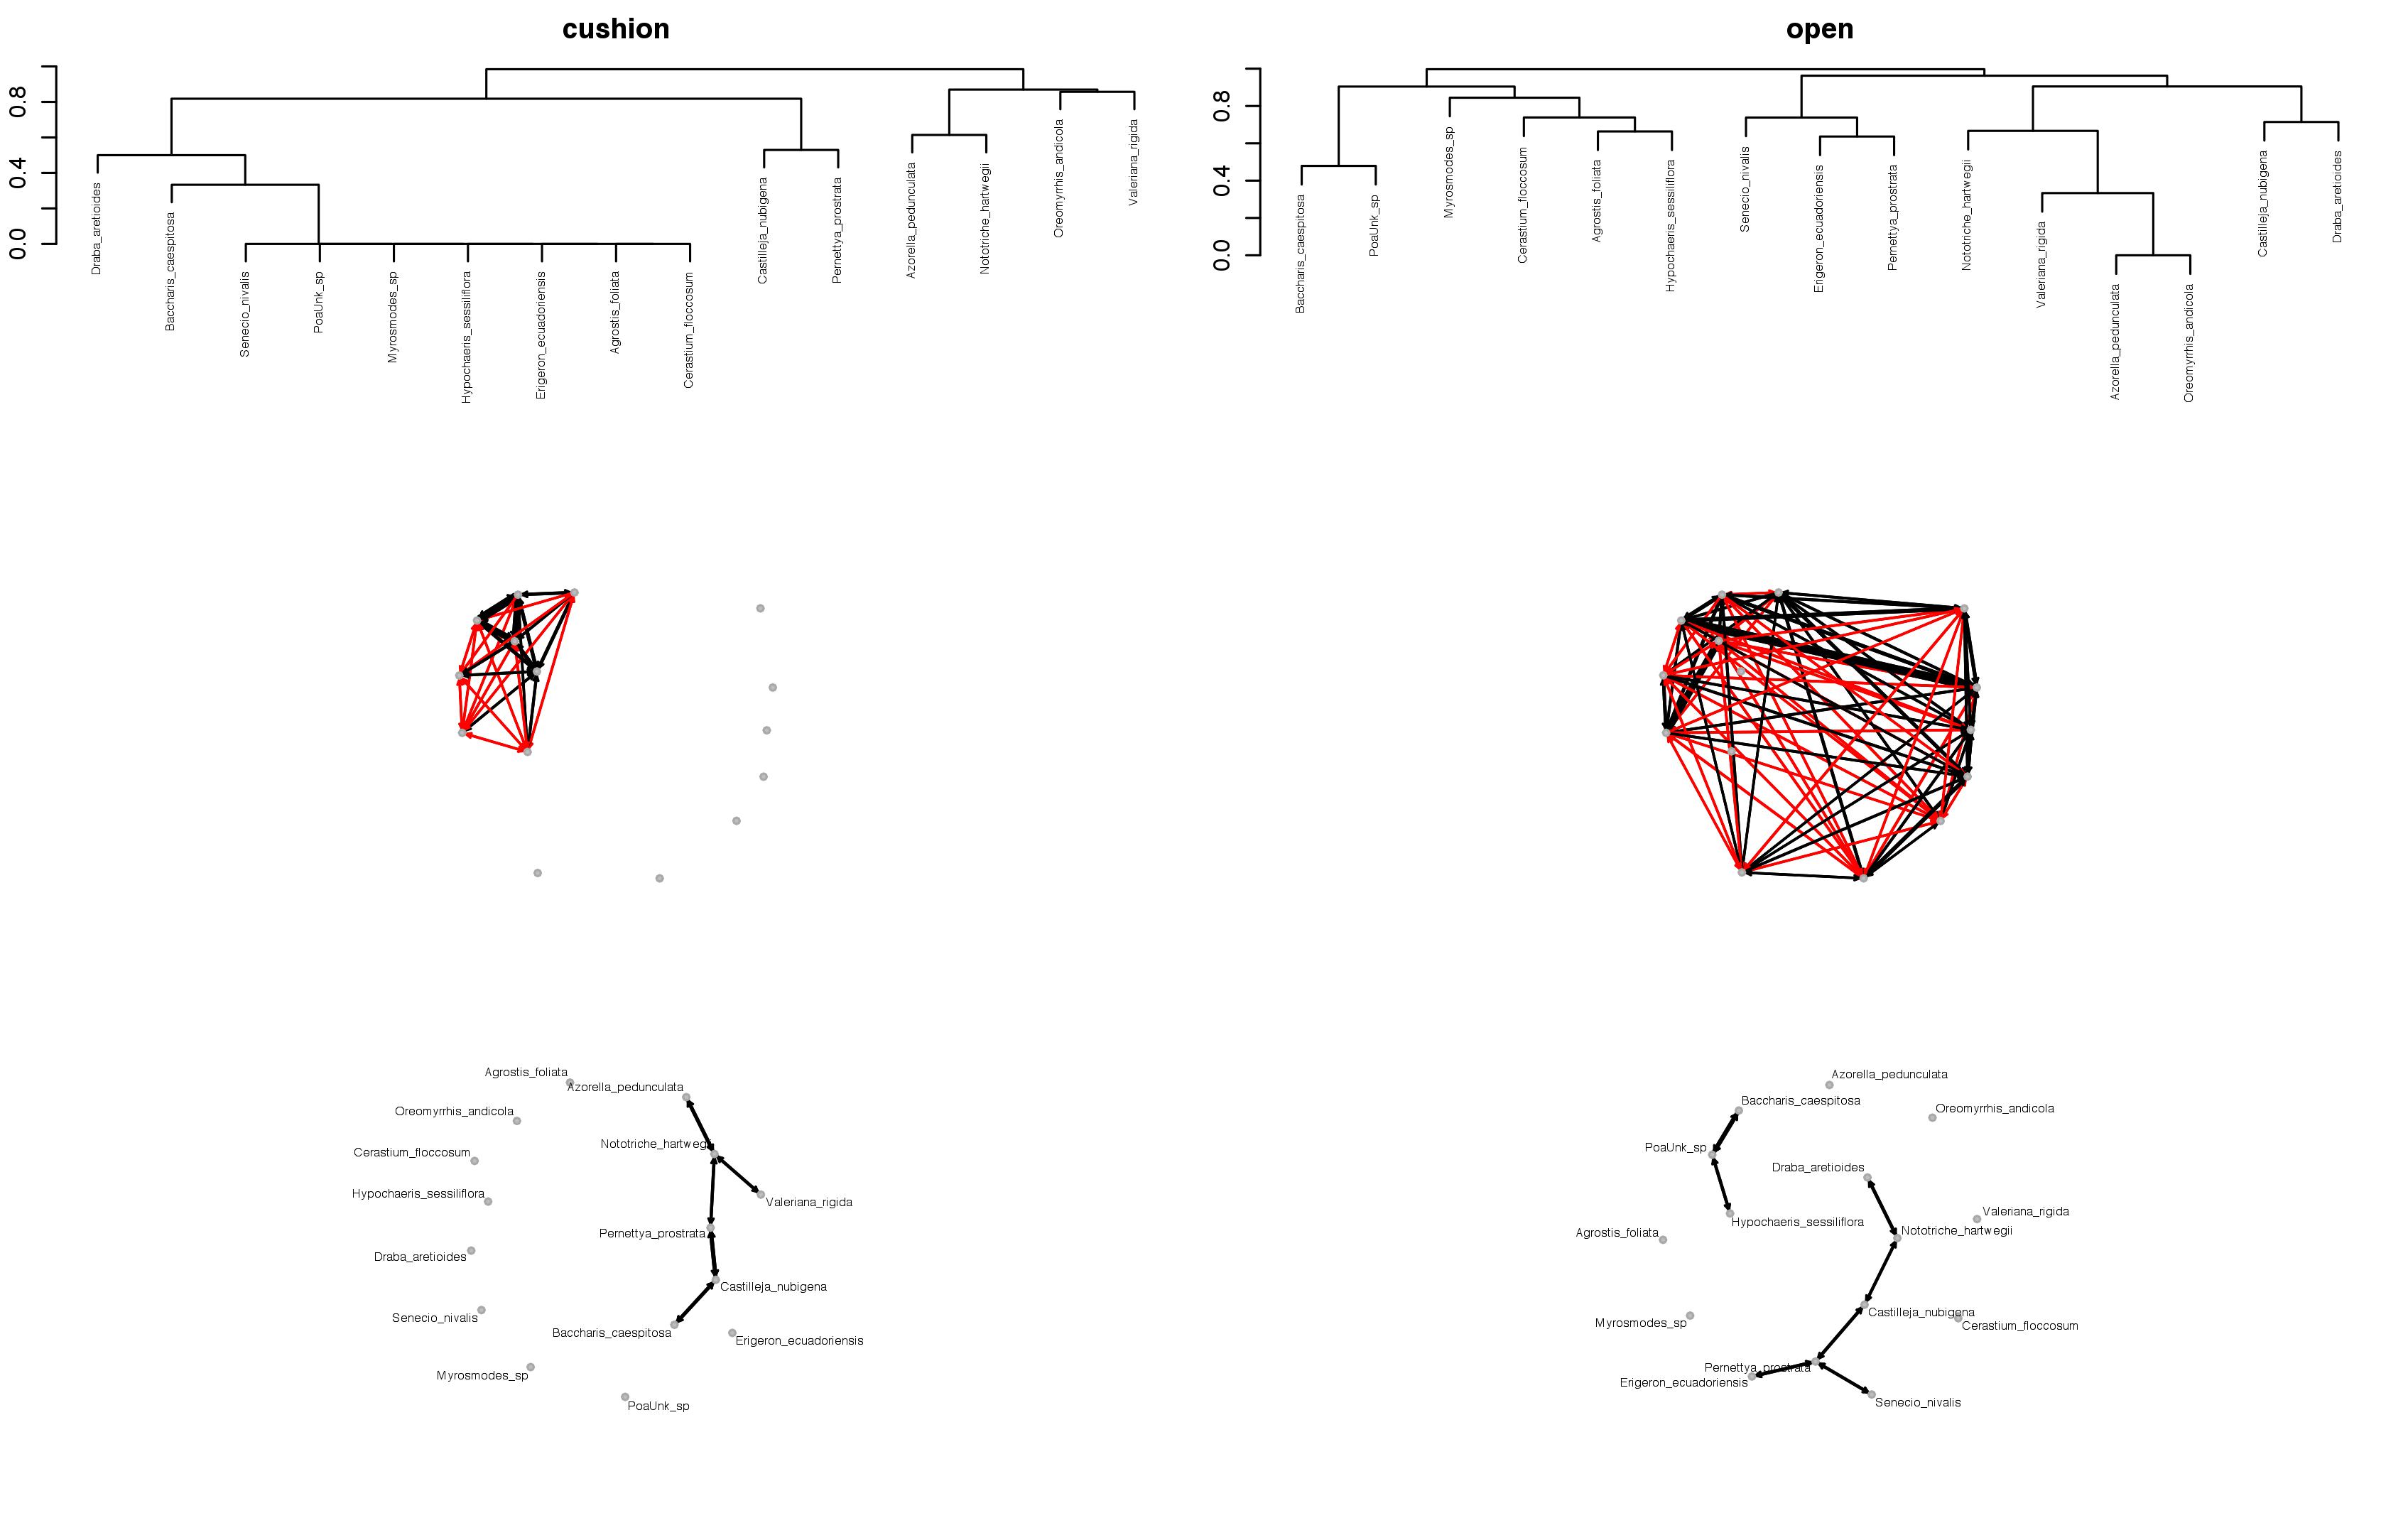 cushion
0.8
0.4
0.0
Draba_aretioides
Baccharis_caespitosa
Senecio_nivalis
PoaUnk_sp
Myrosmodes_sp
Hypochaeris_sessiliflora
Erigeron_ecuadoriensis
Agrostis_foliata
Cerastium_floccosum
Castilleja_nubigena
Pernettya_prostrata
Azorella_pedunculata
Nototriche_hartwegii
Oreomyrrhis_andicola
Valeriana_rigida
open
0.8
0.4
0.0
Baccharis_caespitosa
PoaUnk_sp
Myrosmodes_sp
Cerastium_floccosum
Agrostis_foliata
Hypochaeris_sessiliflora
Senecio_nivalis
Erigeron_ecuadoriensis
Pernettya_prostrata
Nototriche_hartwegii
Valeriana_rigida
Azorella_pedunculata
Oreomyrrhis_andicola
Castilleja_nubigena
Draba_aretioides
Agrostis_foliata
Azorella_pedunculata
Oreomyrrhis_andicola
Nototriche_hartwegii
Cerastium_floccosum
Hypochaeris_sessiliflora
Valeriana_rigida
Pernettya_prostrata
Draba_aretioides
Castilleja_nubigena
Senecio_nivalis
Baccharis_caespitosa
Erigeron_ecuadoriensis
Myrosmodes_sp
PoaUnk_sp
Azorella_pedunculata
Baccharis_caespitosa
Oreomyrrhis_andicola
PoaUnk_sp
Draba_aretioides
Valeriana_rigida
Hypochaeris_sessiliflora
Nototriche_hartwegii
Agrostis_foliata
Castilleja_nubigena
Myrosmodes_sp
Cerastium_floccosum
Pernettya_prostrata
Erigeron_ecuadoriensis
Senecio_nivalis